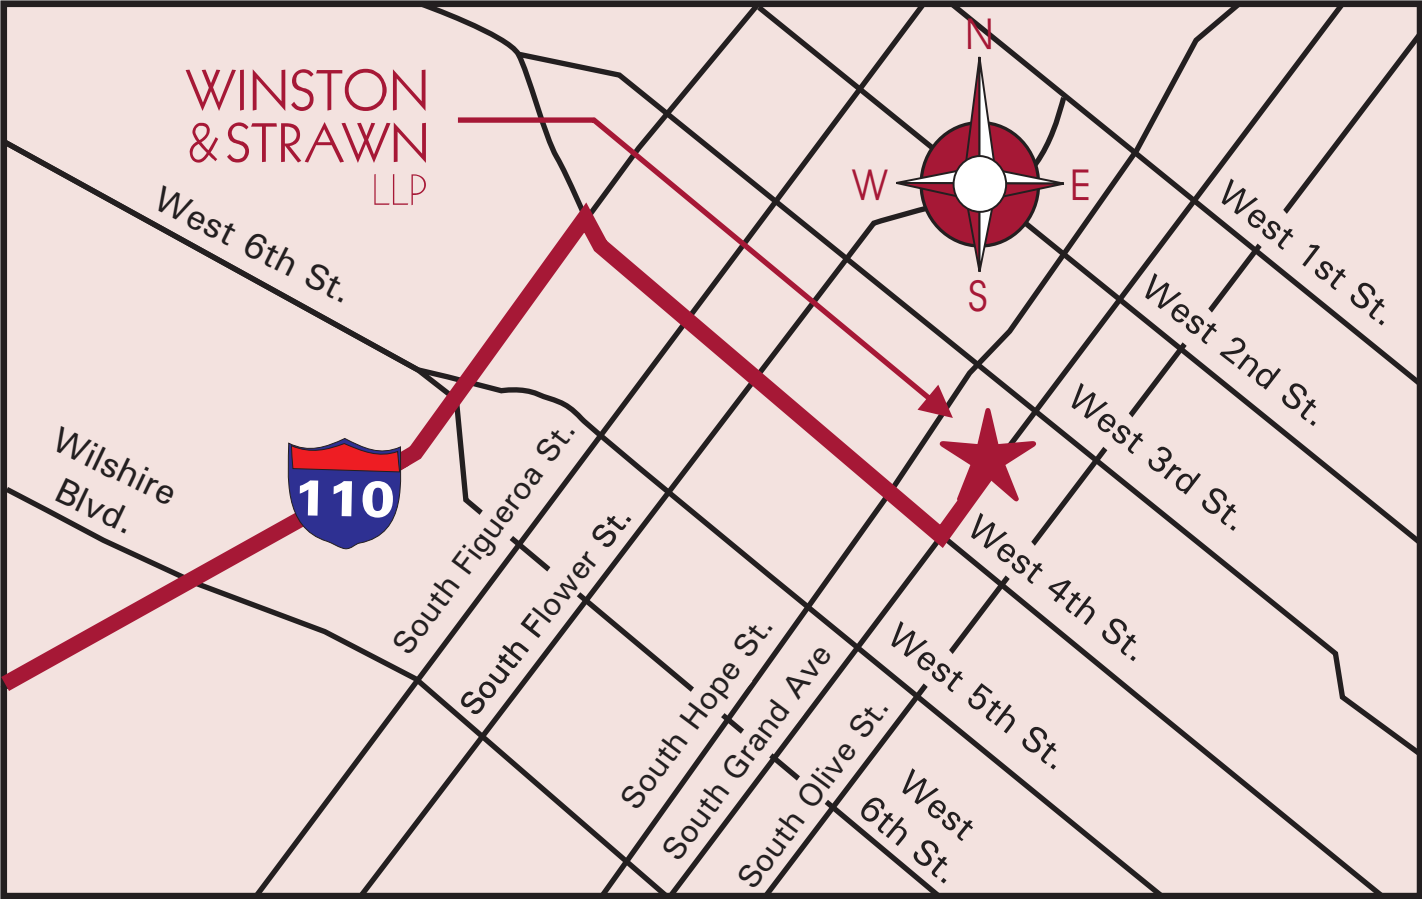 N
WINSTON
& STRAWN
LLP
W
E
S
West 6th St.
West 1st St.
West 2nd St.
West 3rd St.
Wilshire
Blvd.
110
South Figueroa St.
South Flower St.
West 4th St.
South Hope St.
South Grand Ave
South Olive St.
West 5th St.
West
6th St.